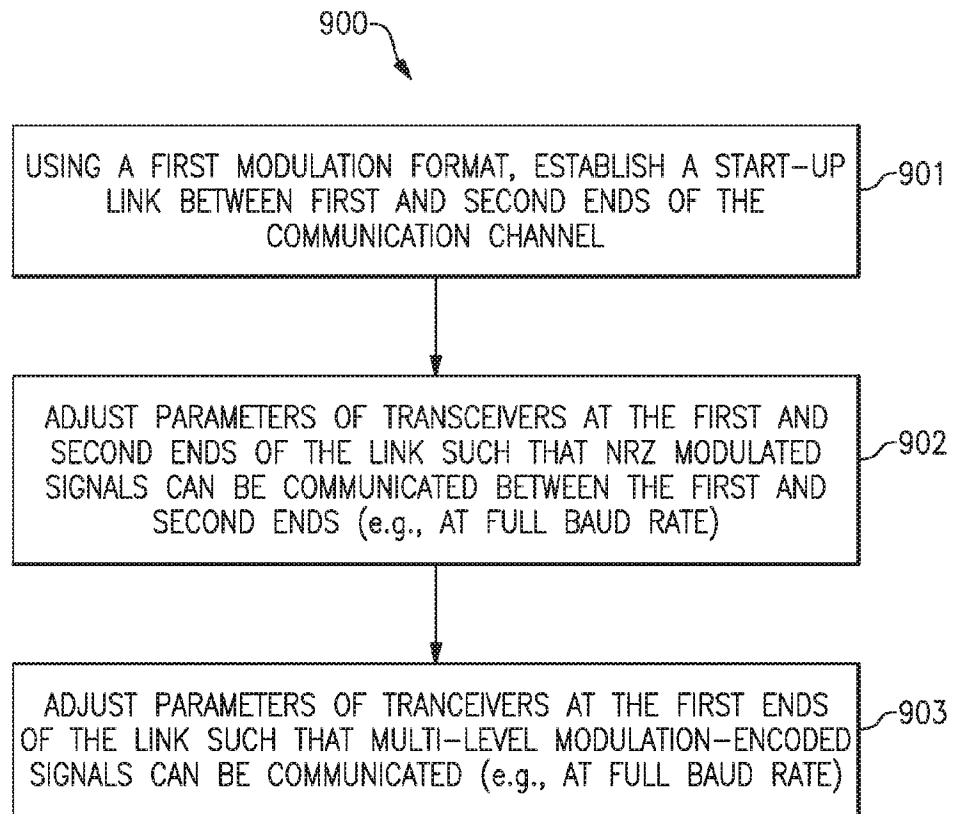 900
USING A FIRST MODULATION FORMAT, ESTABLISH A START-UP
LINK BETWEEN FIRST AND SECOND ENDS OF THE
COMMUNICATION CHANNEL
901
ADJUST PARAMETERS OF TRANSCEIVERS AT THE FIRST AND
SECOND ENDS OF THE LINK SUCH THAT NRZ MODULATED
SIGNALS CAN BE COMMUNICATED BETWEEN THE FIRST AND
SECOND ENDS (e.g., AT FULL BAUD RATE)
902
ADJUST PARAMETERS OF TRANCEIVERS AT THE FIRST ENDS
OF THE LINK SUCH THAT MULTI-LEVEL MODULATION-ENCODED
SIGNALS CAN BE COMMUNICATED (e.g., AT FULL BAUD RATE)
903